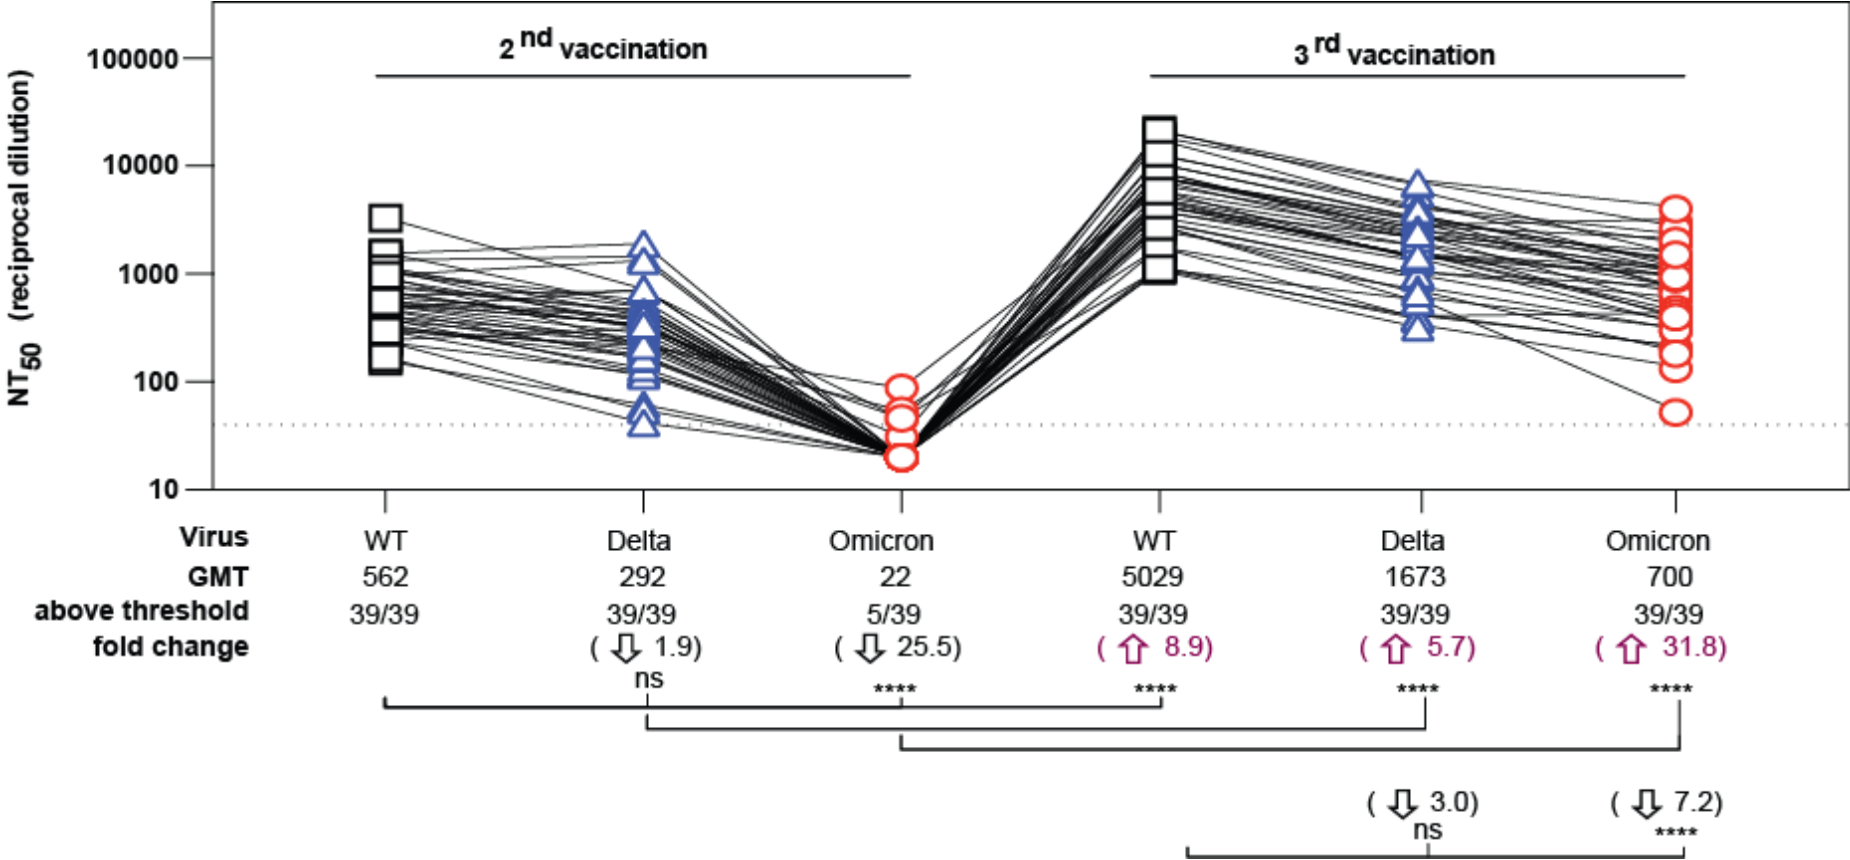 2nd vaccination
3rd vaccination
NT50 (reciprocal dilution)
100000
10000
1000
100
10
Virus WT Delta Omicron WT Delta Omicron
GMT 562 292 22 5029 1673 700
above threshold 39/39 39/39 5/39 39/39 39/39 39/39
fold change (⇩ 1.9) (⇩ 25.5) (⇧ 8.9) (⇧ 5.7) (⇧ 31.8)
ns **** **** **** ****
(⇩ 3.0) (⇩ 7.2)
ns ****